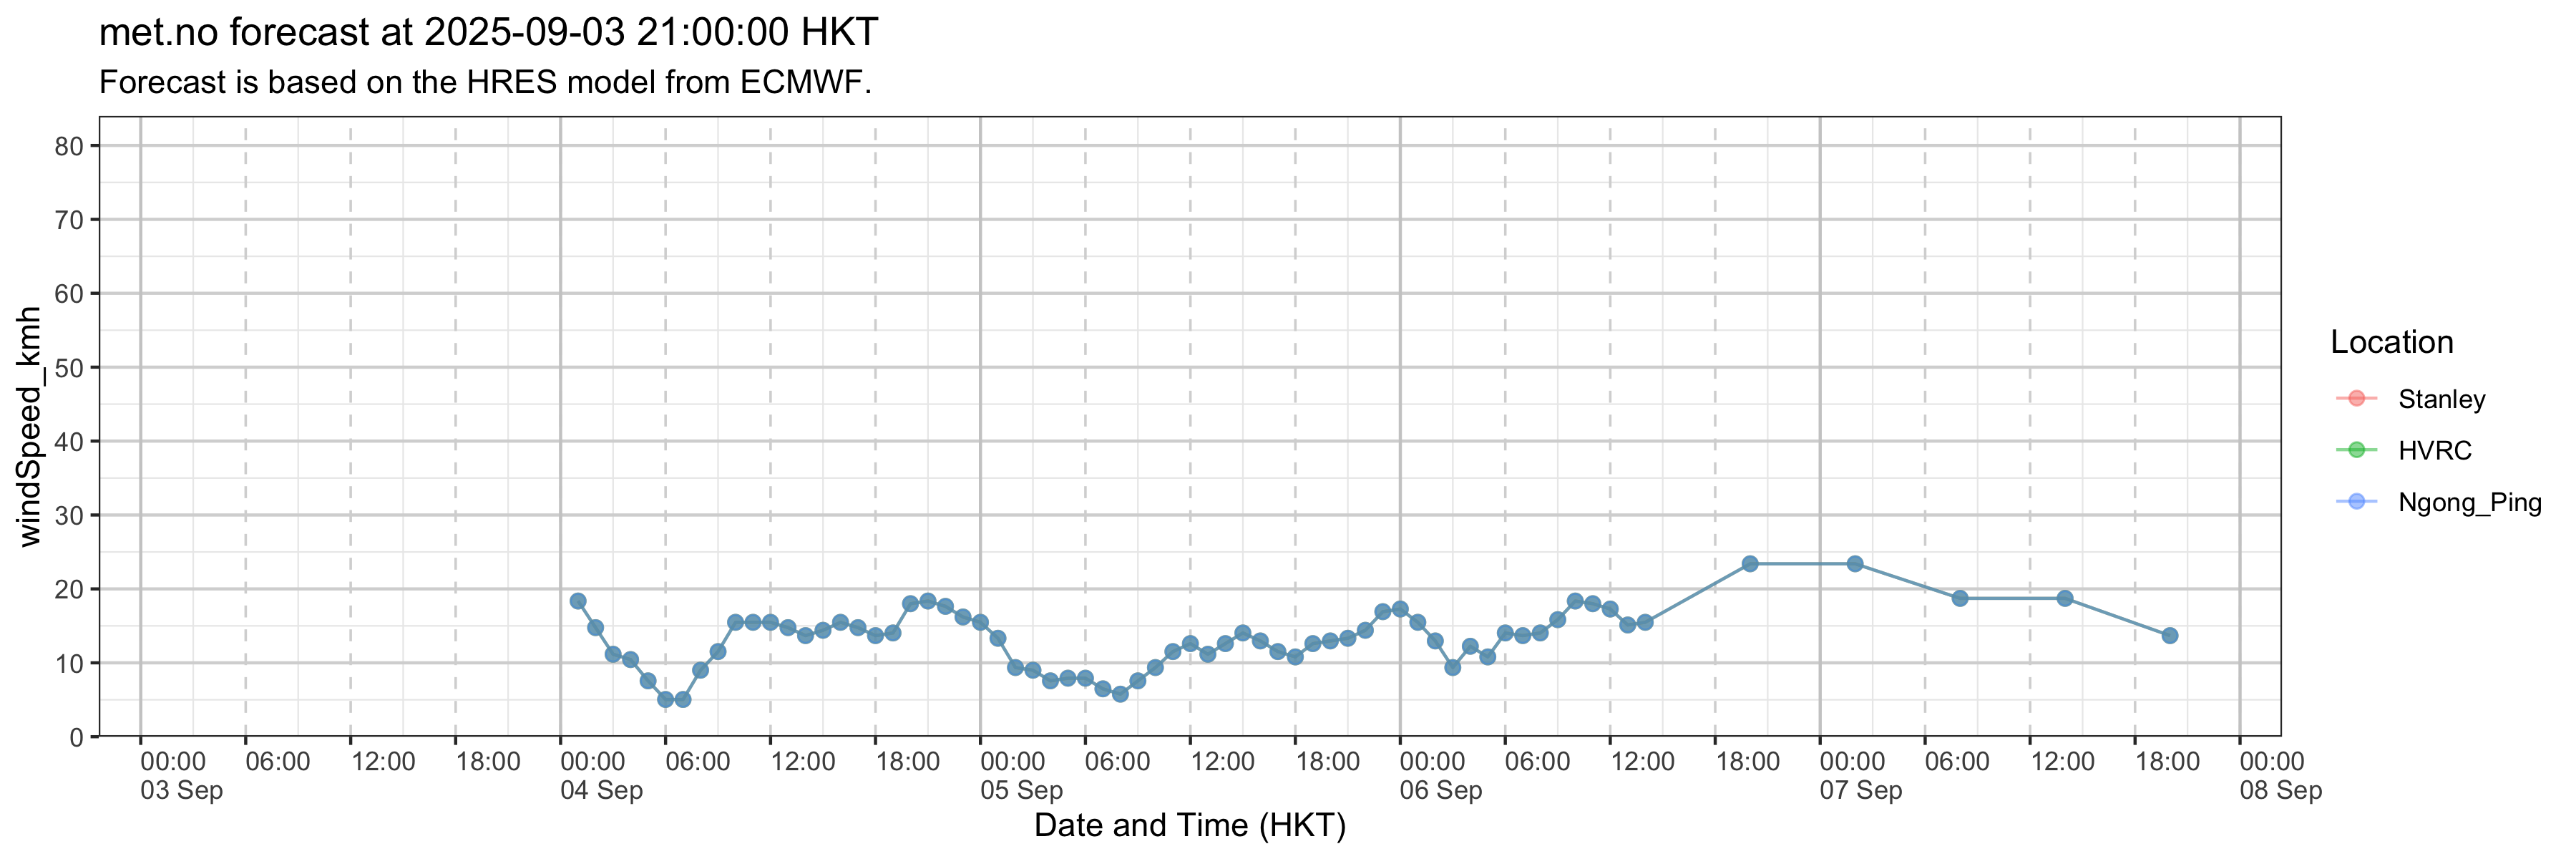 met.no forecast at 2025-09-03 21:00:00 HKT
Forecast is based on the HRES model from ECMWF.
windSpeed_kmh
80
70
60
50
40
30
20
10
0
00:00 06:00 12:00 18:00 00:00 06:00 12:00 18:00 00:00 06:00 12:00 18:00 00:00 06:00 12:00 18:00 00:00 06:00 12:00 18:00 00:00
03 Sep 04 Sep 05 Sep 06 Sep 07 Sep 08 Sep
Date and Time (HKT)
Location
Stanley
HVRC
Ngong_Ping